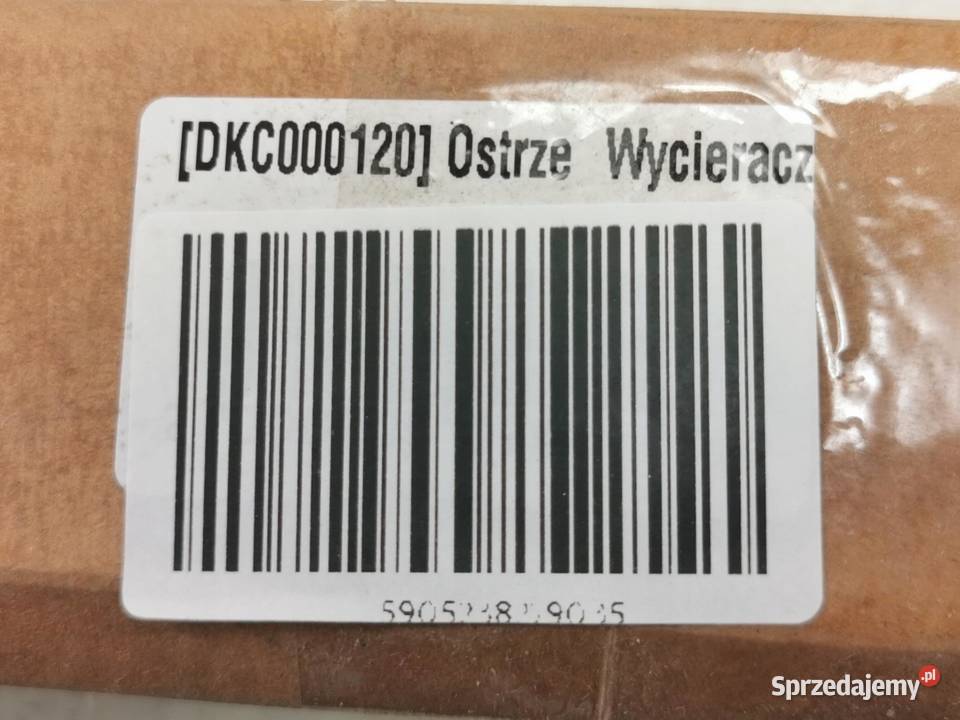 [DKC000120] Ostrze Wycieracz
Sprzedajemy.pl